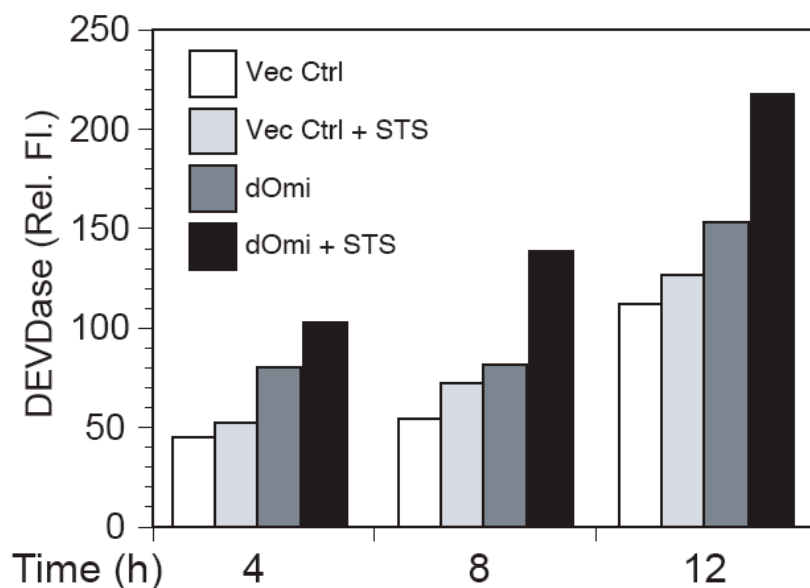 DEVDase (Rel. Fl.)
250
200
150
100
50
0
Vec Ctrl
Vec Ctrl + STS
dOmi
dOmi + STS
Time (h) 4 8 12